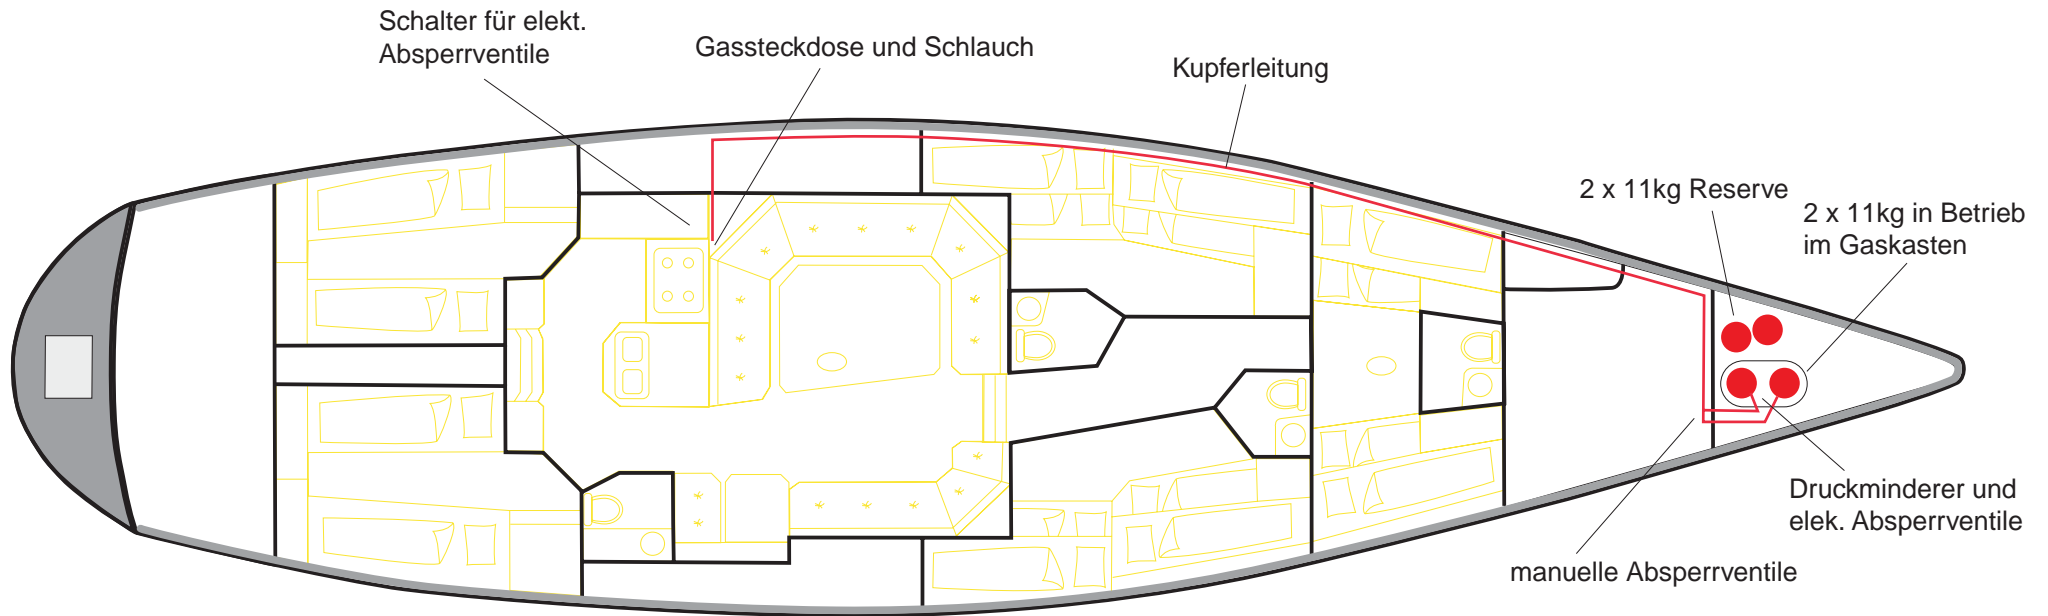 Schalter für elekt.
Absperrventile
Gassteckdose und Schlauch
Kupferleitung
2 x 11kg Reserve
2 x 11kg in Betrieb
im Gaskasten
Druckminderer und
elek. Absperrventile
manuelle Absperrventile